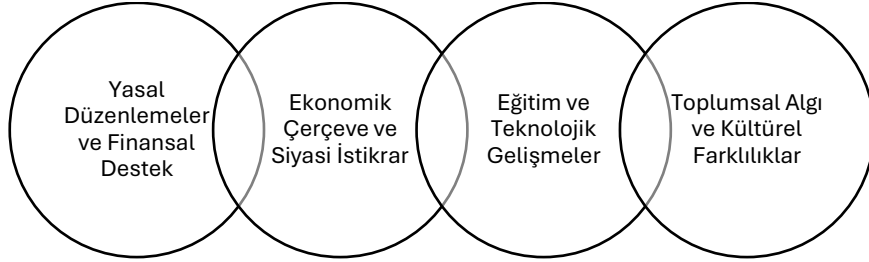 Yasal
Düzenlemeler
ve Finansal
Destek
Ekonomik
Çerçeve ve
Siyasi İstikrar
Eğitim ve
Teknolojik
Gelişmeler
Toplumsal Algı
ve Kültürel
Farklılıklar